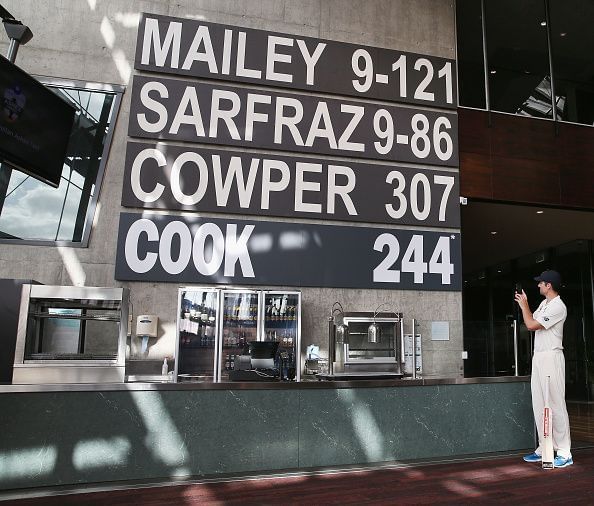 MAILEY 9-121
SARFRAZ 9-86
COWPER 307
COOK 244*